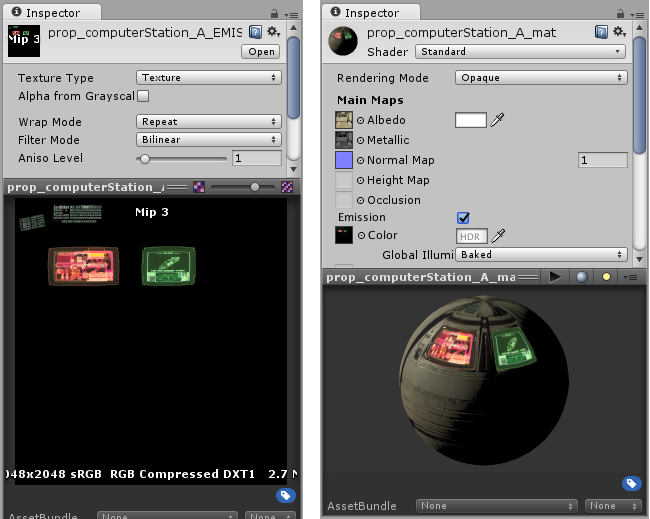 Inspector
prop_computerStation_A_EMIS
Open
Texture Type
Texture
Alpha from Grayscal
Wrap Mode
Repeat
Filter Mode
Bilinear
Aniso Level
1
prop_computerStation_A
Mip 3
048x2048 sRGB RGB Compressed DXT1 2.7 M
AssetBundle
None
None
Inspector
prop_computerStation_A_mat
Shader
Standard
Rendering Mode
Opaque
Main Maps
Albedo
Metallic
Normal Map
1
Height Map
Occlusion
Emission
Color
HDR
Global Illumi
Baked
prop_computerStation_A_ma
AssetBundle
None
None